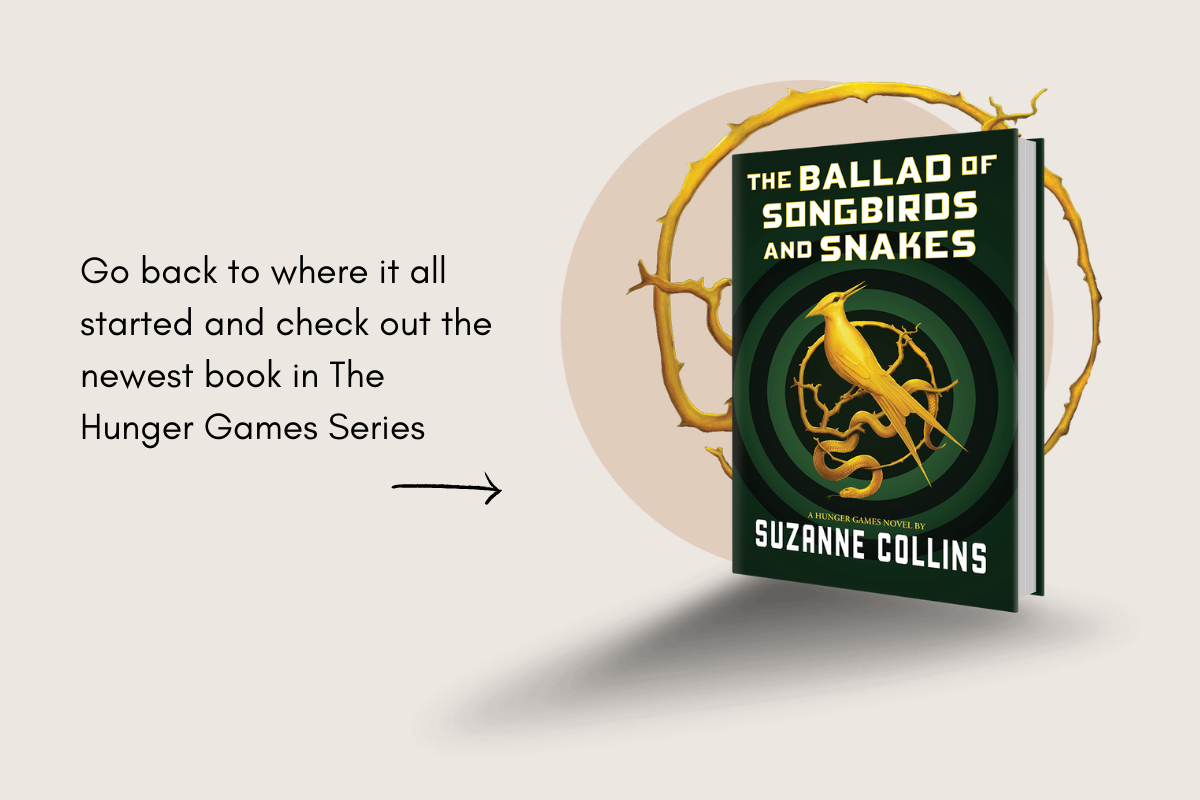 Go back to where it all
started and check out the
newest book in The
Hunger Games Series
THE BALLAD OF
SONGBIRDS
AND SNAKES
A HUNGER GAMES NOVEL BY
SUZANNE COLLINS